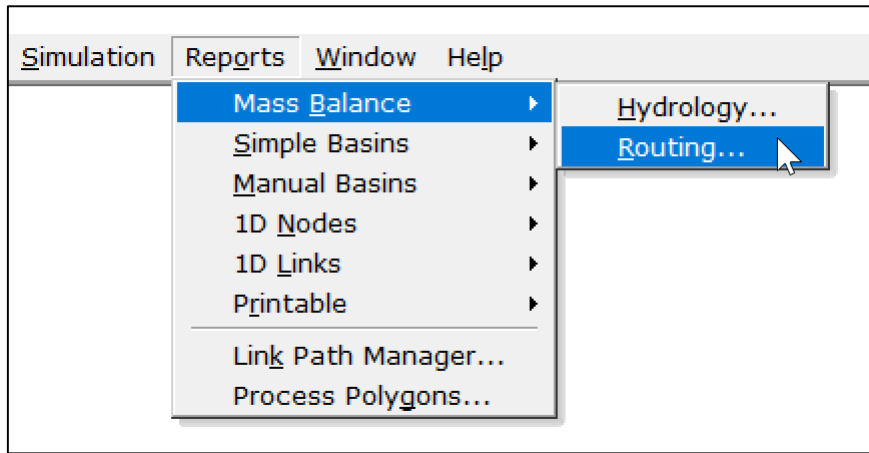 Simulation Reports Window Help
Mass Balance
Hydrology...
Simple Basins
Routing...
Manual Basins
1D Nodes
1D Links
Printable
Link Path Manager...
Process Polygons...